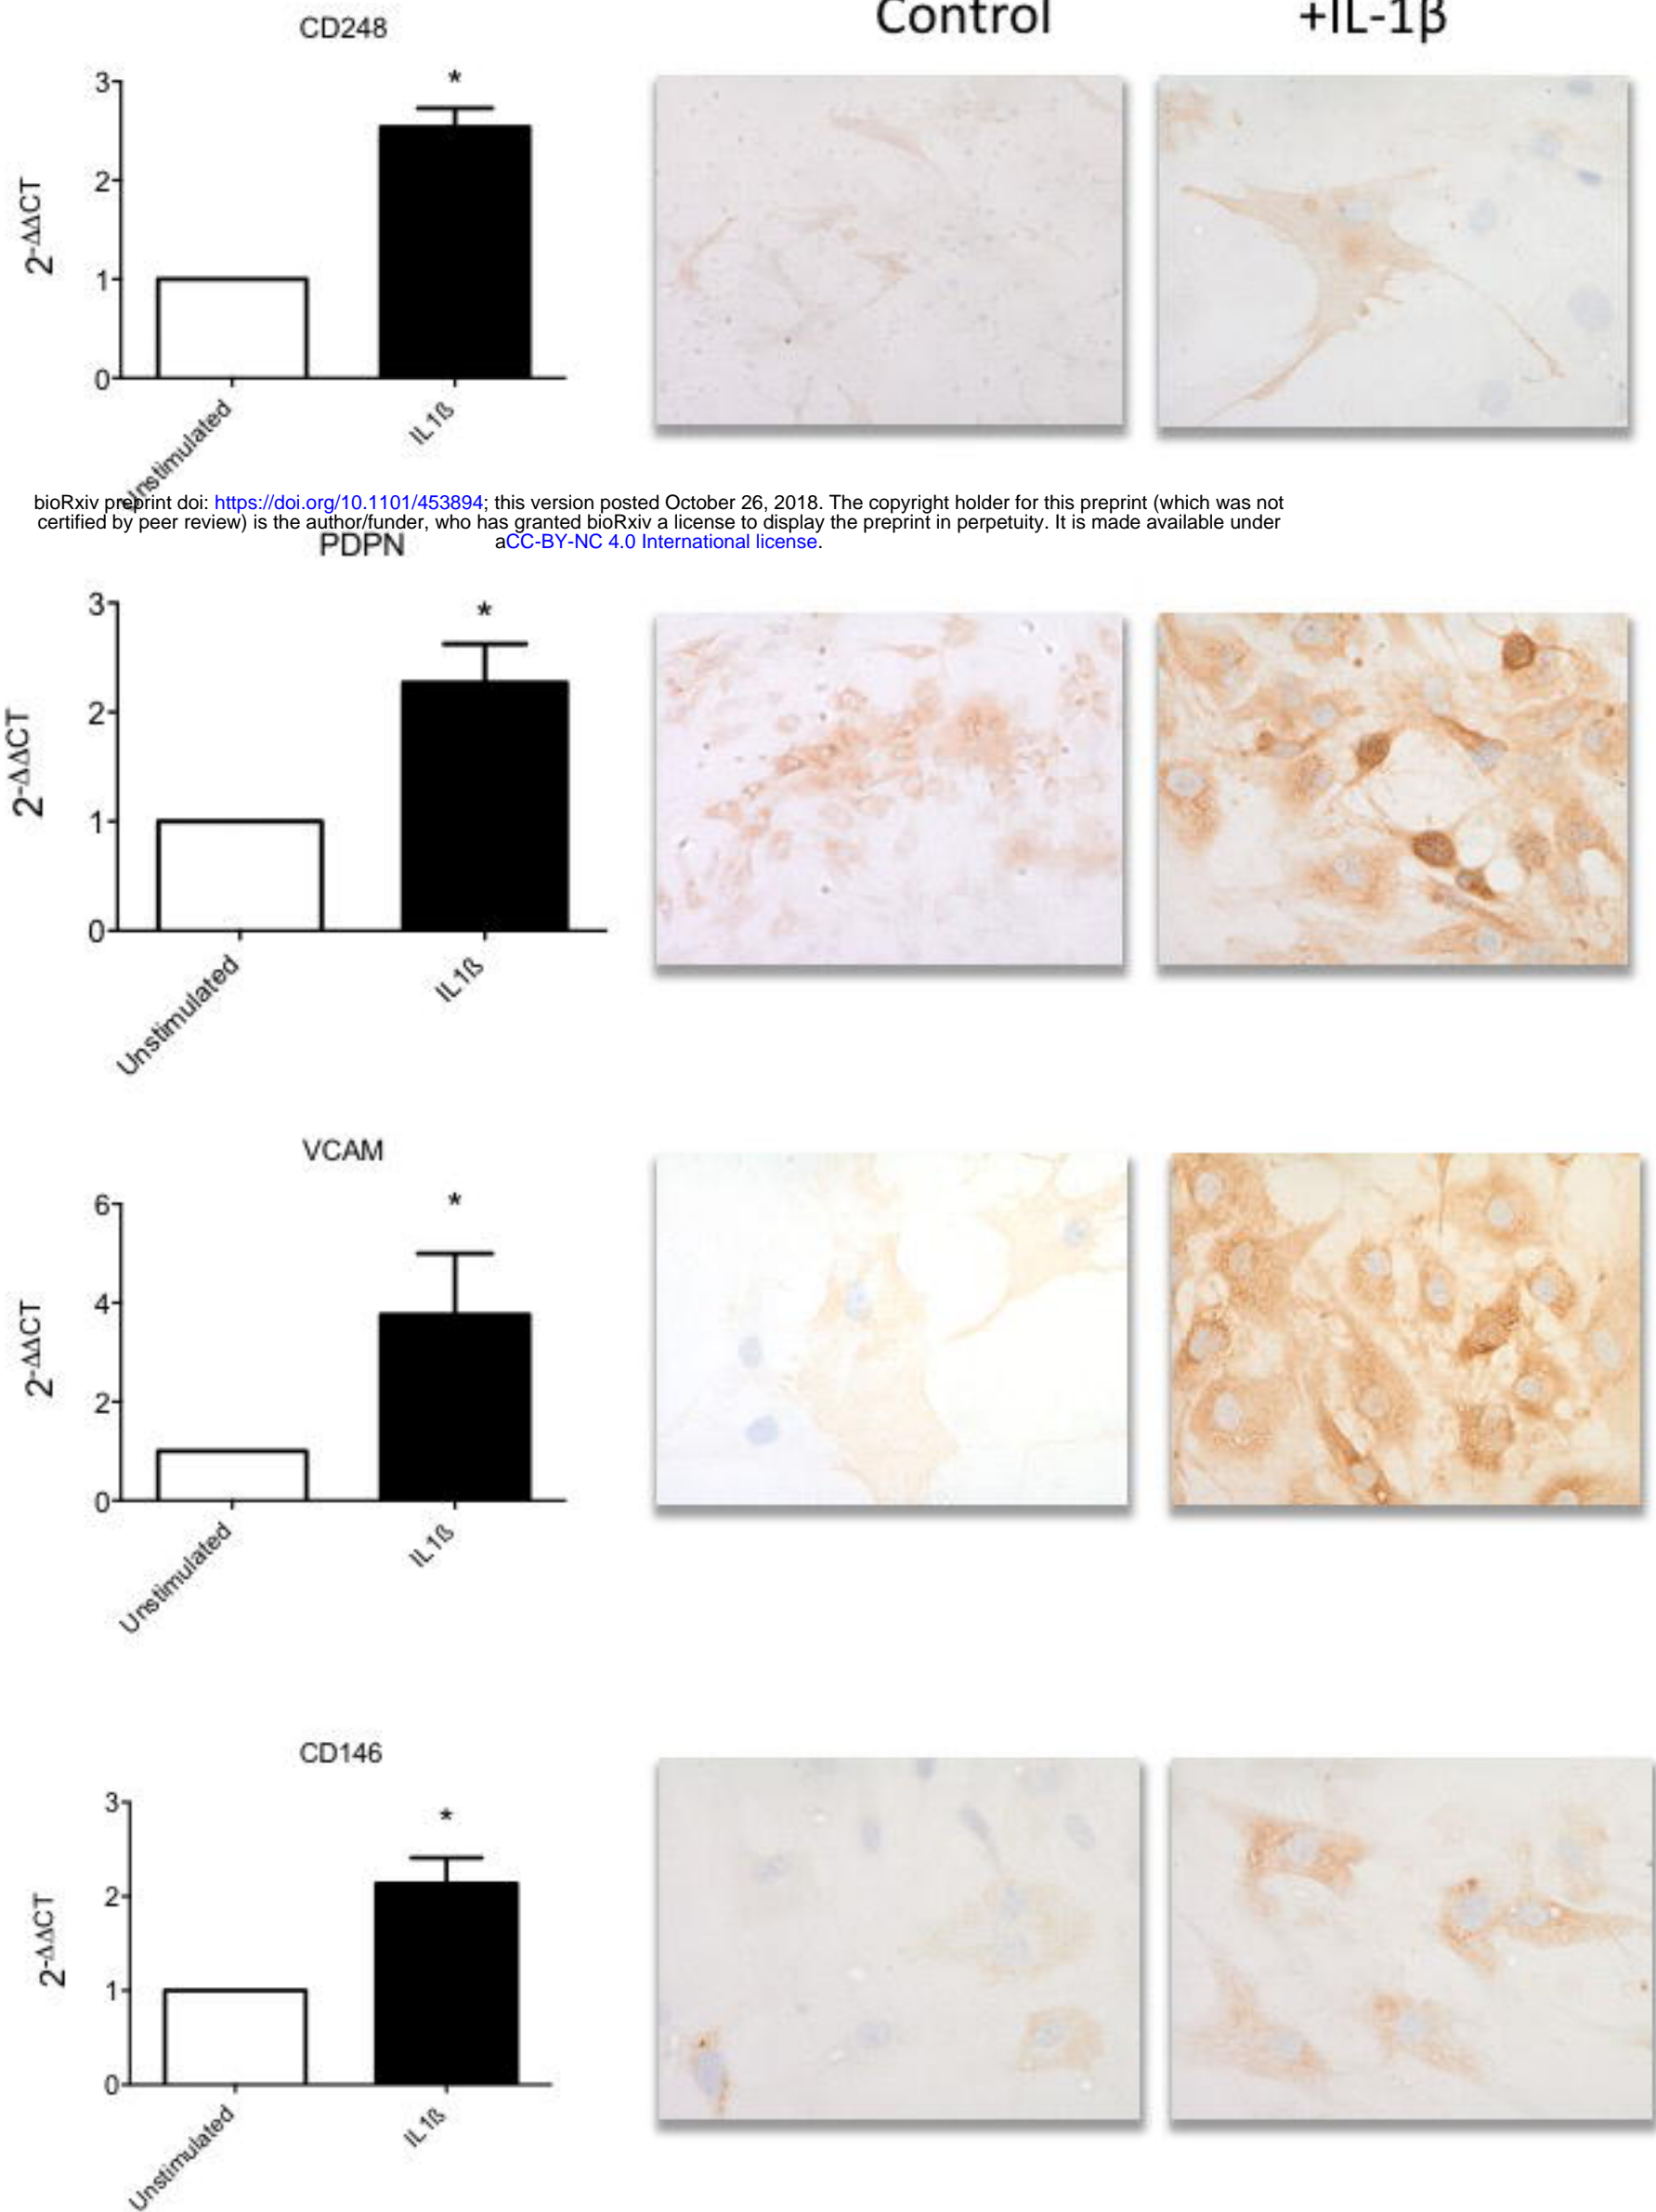 CD248
Control
+IL-1β
3
*
2
1
0
2-ΔΔCT
Unstimulated
IL1ß
bioRxiv preprint doi: https://doi.org/10.1101/453894; this version posted October 26, 2018. The copyright holder for this preprint (which was not
certified by peer review) is the author/funder, who has granted bioRxiv a license to display the preprint in perpetuity. It is made available under
aCC-BY-NC 4.0 International license.
PDPN
3
*
2
1
0
2-ΔΔCT
Unstimulated
IL1ß
VCAM
6
*
4
2
0
2-ΔΔCT
Unstimulated
IL1ß
CD146
3
*
2
1
0
2-ΔΔCT
Unstimulated
IL1ß